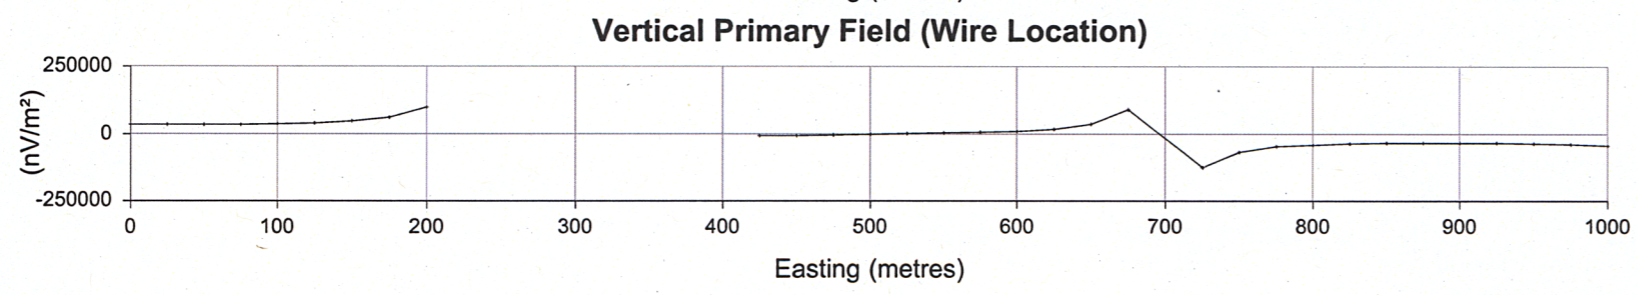 Vertical Primary Field (Wire Location)
250000
0
-250000
(nV/m²)
0 100 200 300 400 500 600 700 800 900 1000
Easting (metres)